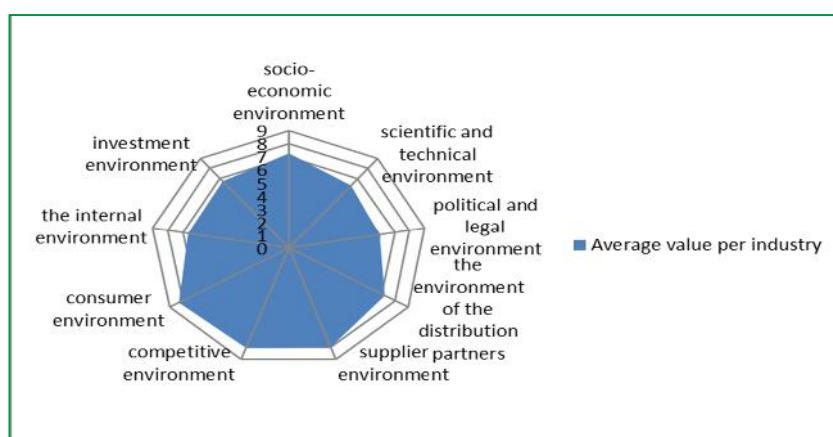 socio-
economic
environment
scientific and
technical
environment
political and
legal
environment
the
environment
of the
distribution
partners
supplier
environment
competitive
environment
consumer
environment
the internal
environment
investment
environment
9
8
7
6
5
4
3
2
1
0
Average value per industry